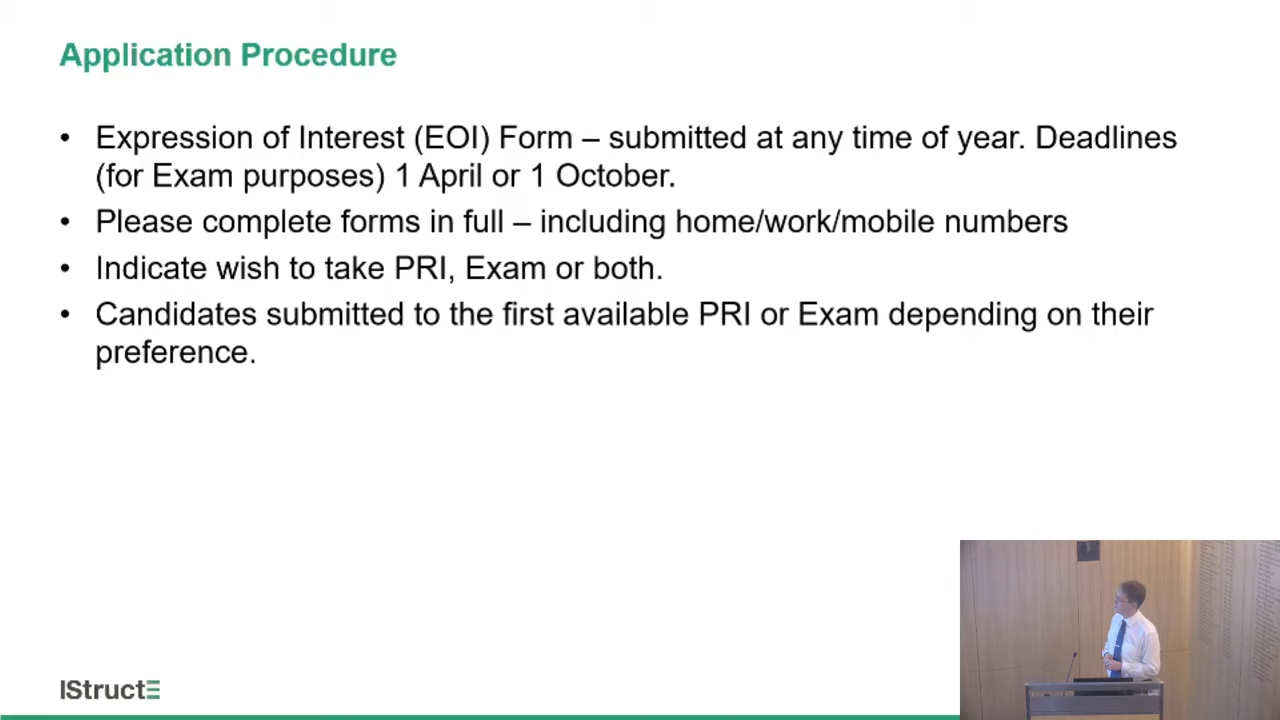 Application Procedure
• Expression of Interest (EOI) Form – submitted at any time of year. Deadlines
(for Exam purposes) 1 April or 1 October.
• Please complete forms in full – including home/work/mobile numbers
• Indicate wish to take PRI, Exam or both.
• Candidates submitted to the first available PRI or Exam depending on their
preference.
IStructE